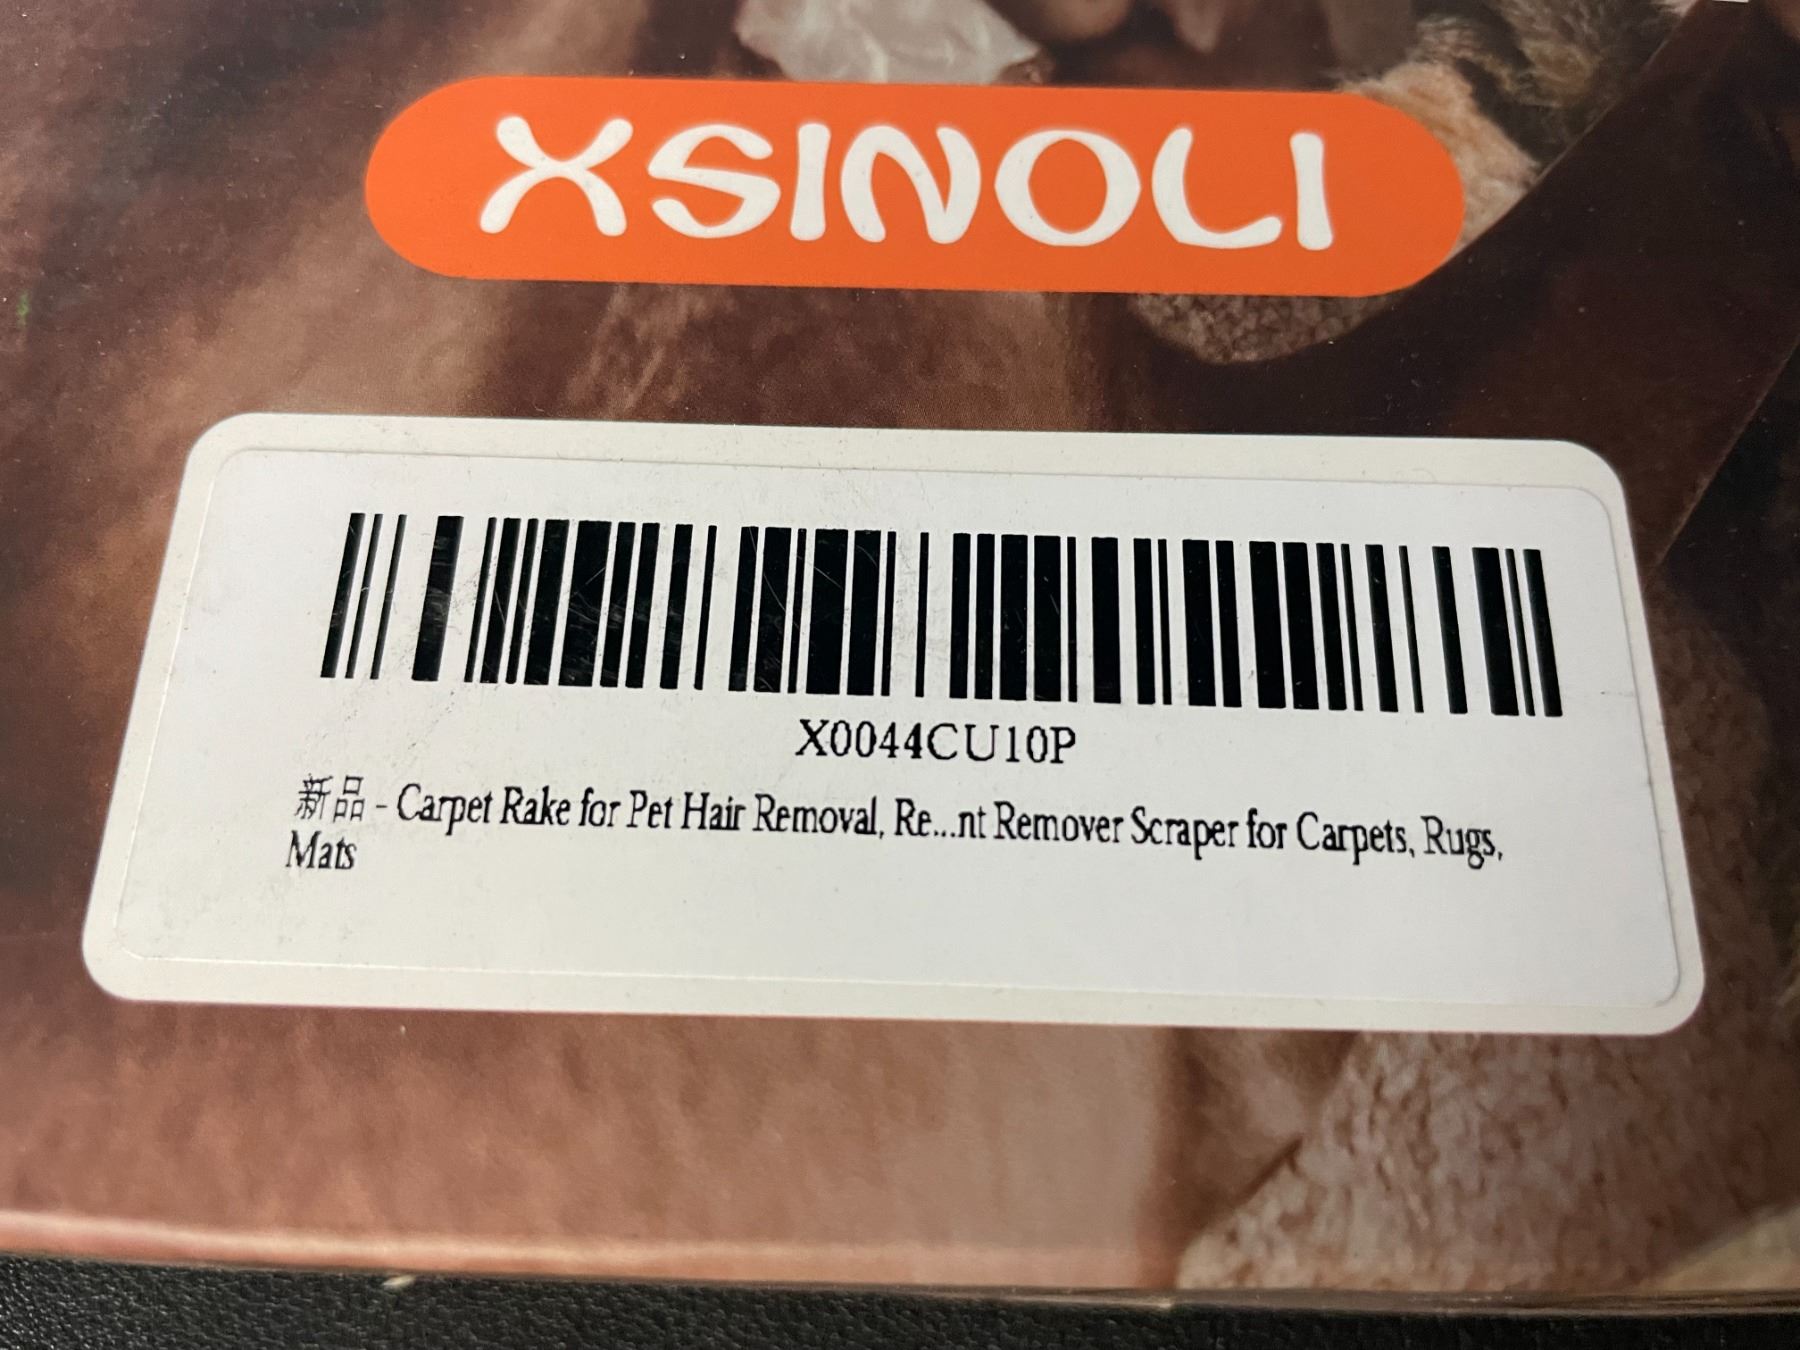 XSINOLI
X0044CU10P
新品 - Carpet Rake for Pet Hair Removal, Re...nt Remover Scraper for Carpets, Rugs,
Mats